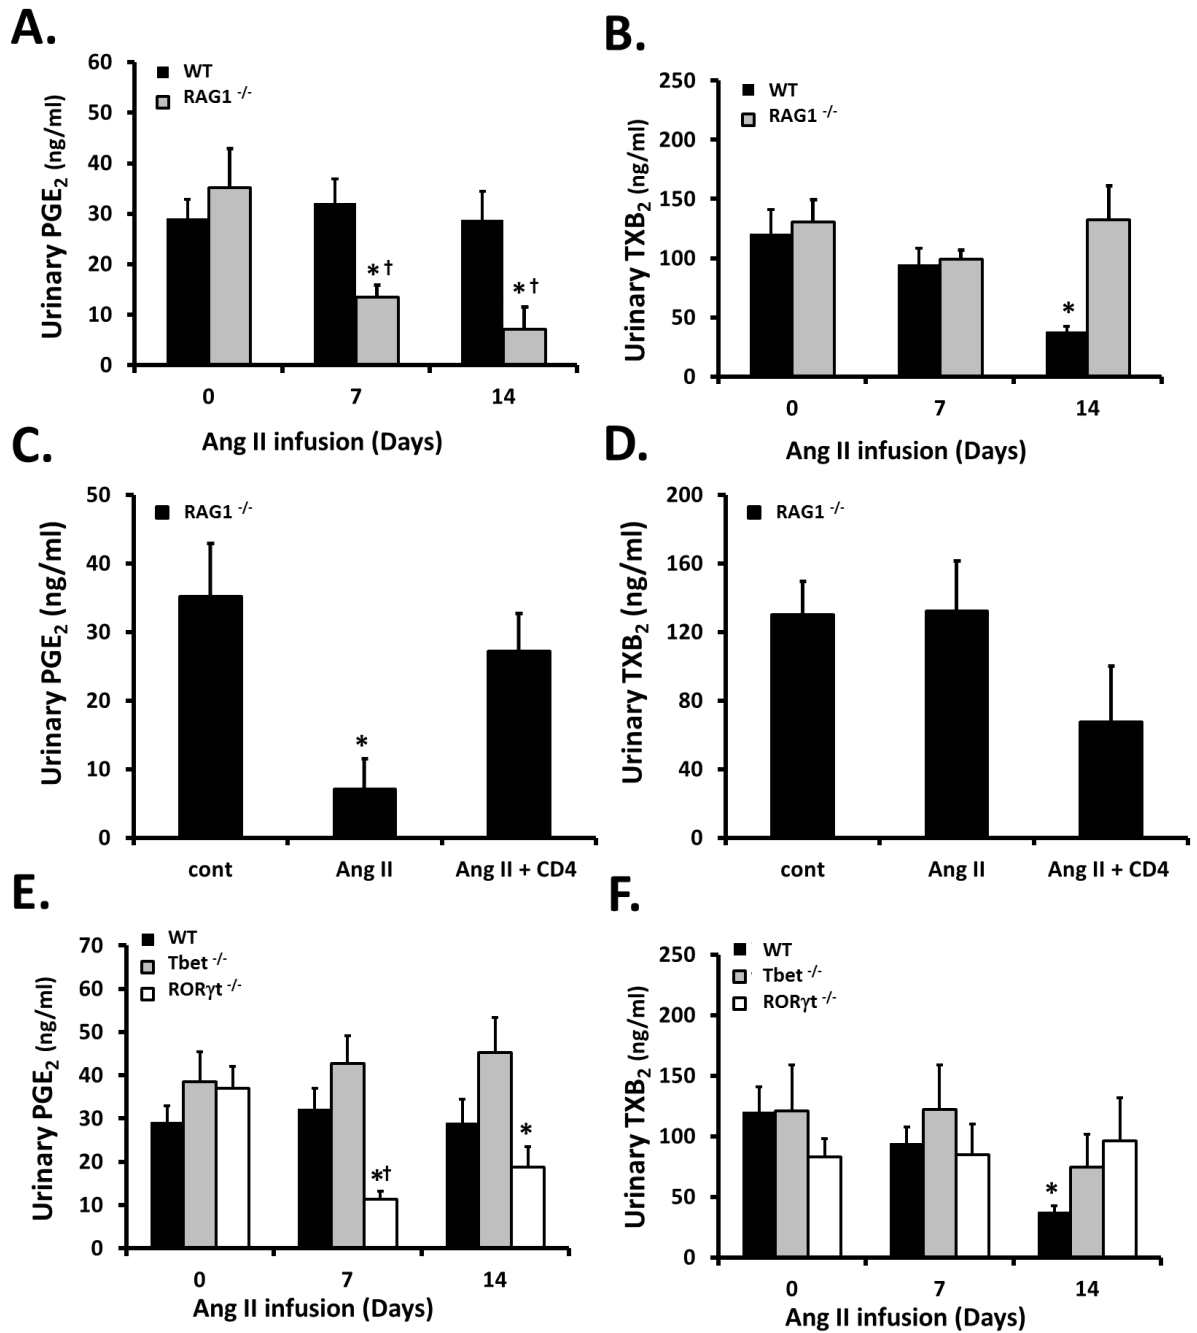 A.
Urinary PGE2 (ng/ml)
60
50
40
30
20
10
0
WT
RAG1 -/-
*†
*†
0 7 14
Ang II infusion (Days)
B.
Urinary TXB2 (ng/ml)
250
200
150
100
50
0
WT
RAG1 -/-
*
0 7 14
Ang II infusion (Days)
C.
Urinary PGE2 (ng/ml)
50
40
30
20
10
0
RAG1 -/-
*
cont Ang II Ang II + CD4
D.
Urinary TXB2 (ng/ml)
200
160
120
80
40
0
RAG1 -/-
cont Ang II Ang II + CD4
E.
Urinary PGE2 (ng/ml)
70
60
50
40
30
20
10
0
WT
Tbet -/-
RORγt -/-
*†
*
0 7 14
Ang II infusion (Days)
F.
Urinary TXB2 (ng/ml)
250
200
150
100
50
0
WT
Tbet -/-
RORγt -/-
*
0 7 14
Ang II infusion (Days)